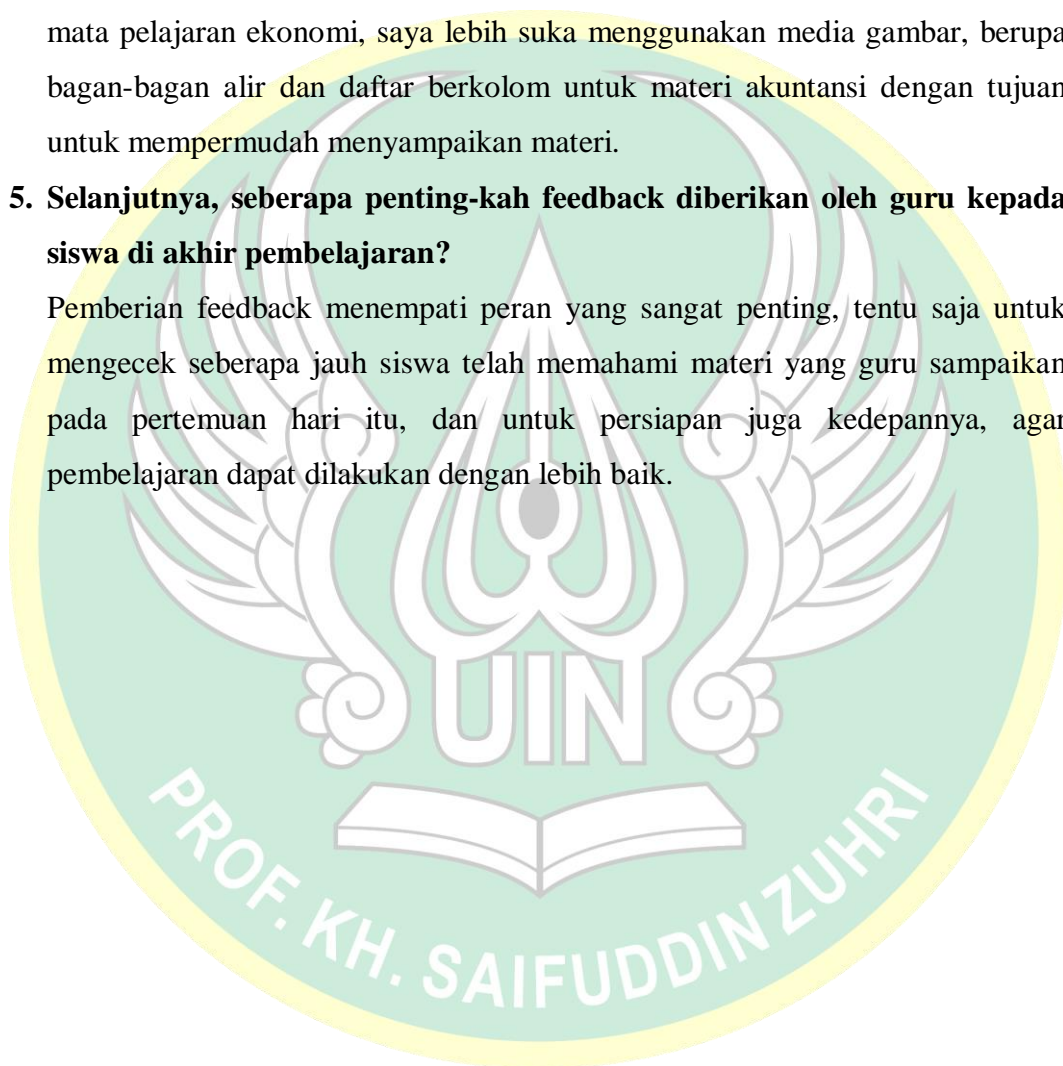 mata pelajaran ekonomi, saya lebih suka menggunakan media gambar, berupa
bagan-bagan alir dan daftar berkolom untuk materi akuntansi dengan tujuan
untuk mempermudah menyampaikan materi.
5. Selanjutnya, seberapa penting-kah feedback diberikan oleh guru kepada
siswa di akhir pembelajaran?
Pemberian feedback menempati peran yang sangat penting, tentu saja untuk
mengecek seberapa jauh siswa telah memahami materi yang guru sampaikan
pada pertemuan hari itu, dan untuk persiapan juga kedepannya, agar
pembelajaran dapat dilakukan dengan lebih baik.
UIN
PROF. KH. SAIFUDDIN ZUHRI